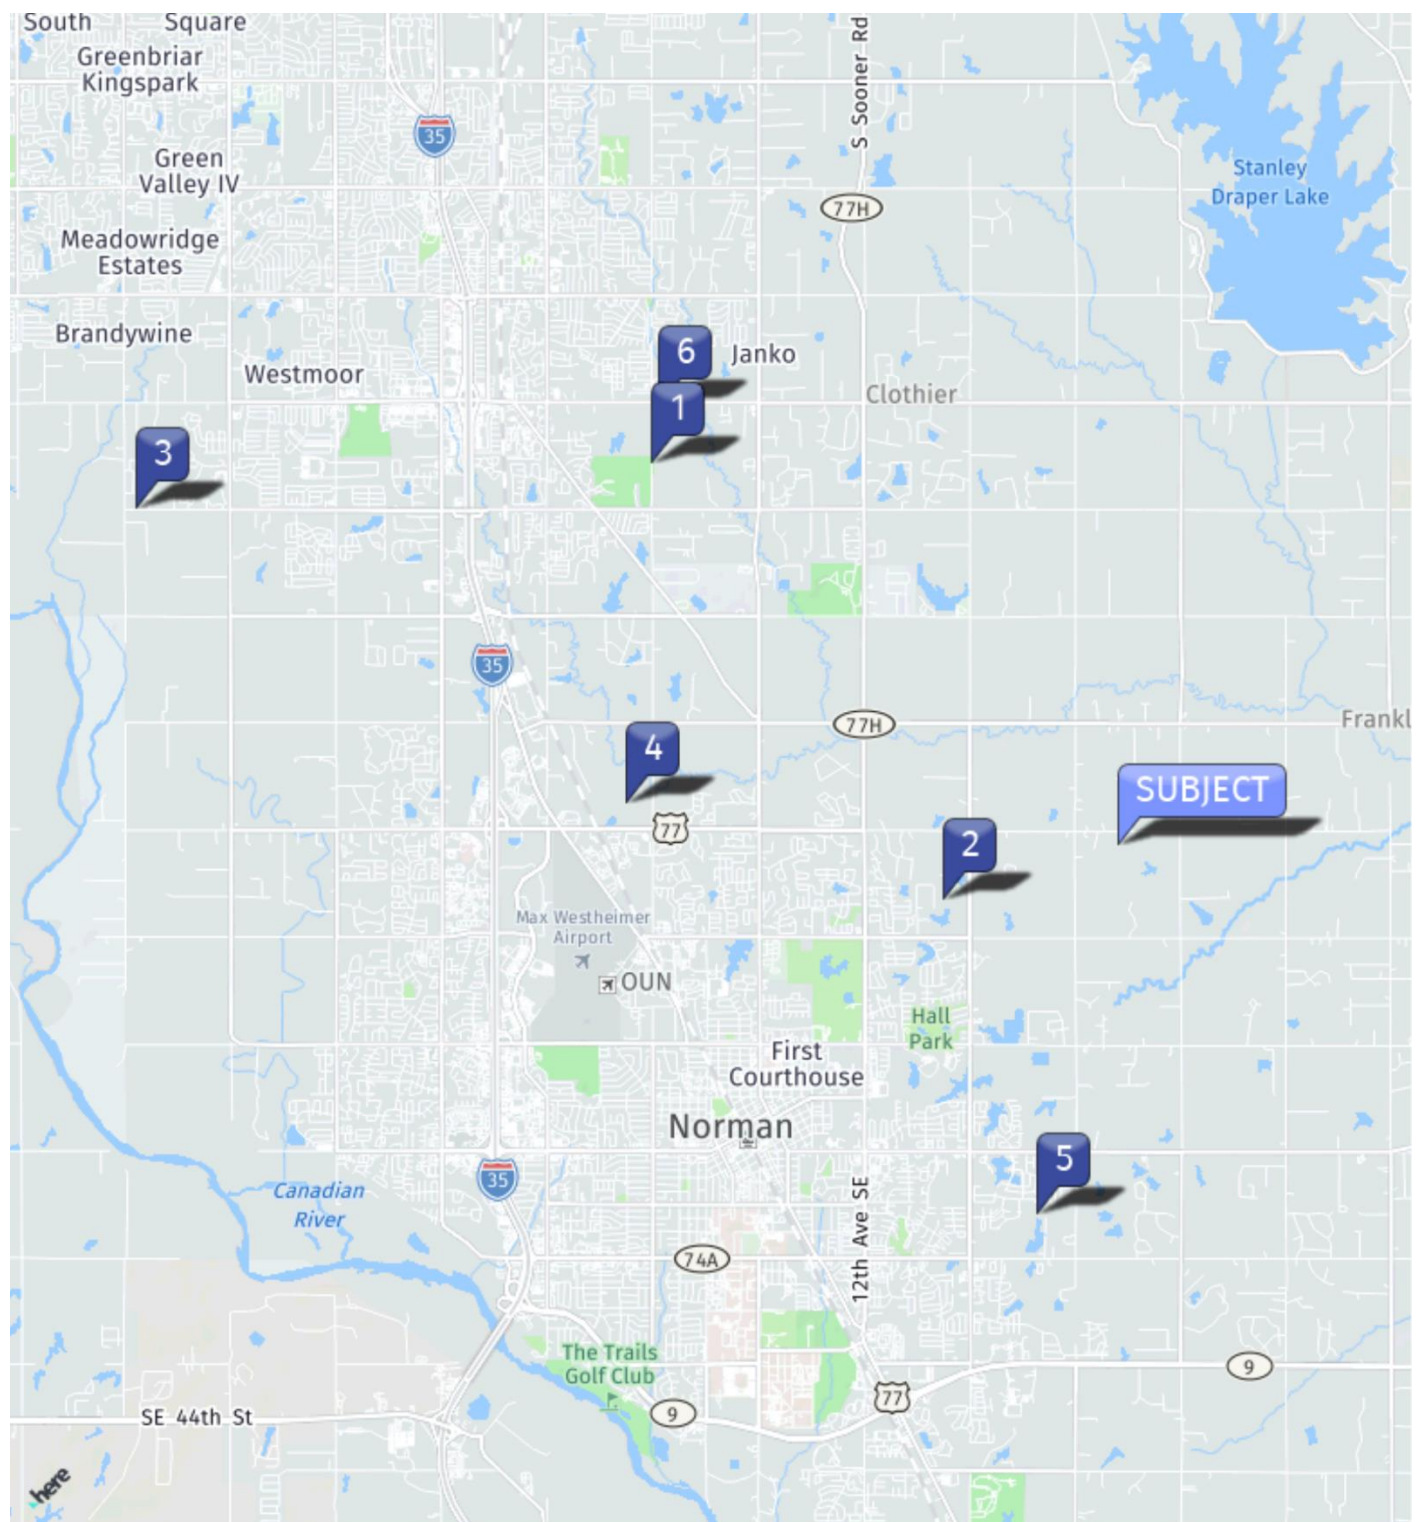 South Square
Greenbriar
Kingspark
35
S Sooner Rd
Green
Valley IV
Stanley
Draper Lake
77H
Meadowridge
Estates
Brandywine
6
Janko
Westmoor
Clothier
1
3
35
77H
Frankl
4
SUBJECT
77
2
Max Westheimer
Airport
OUN
Hall
Park
First
Courthouse
Norman
5
35
Canadian
River
12th Ave SE
74A
The Trails
Golf Club
9
77
9
SE 44th St
here